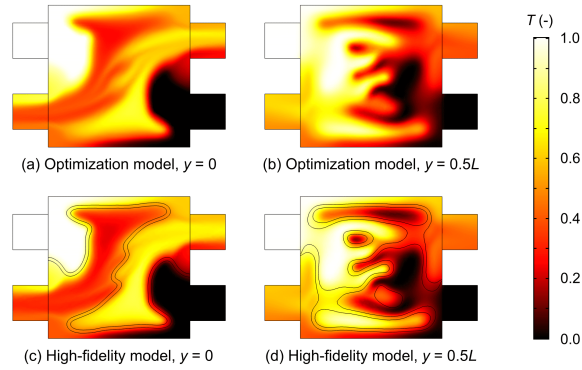 T (-)
1.0
0.8
0.6
0.4
0.2
0.0
(a) Optimization model, y = 0
(b) Optimization model, y = 0.5L
(c) High-fidelity model, y = 0
(d) High-fidelity model, y = 0.5L